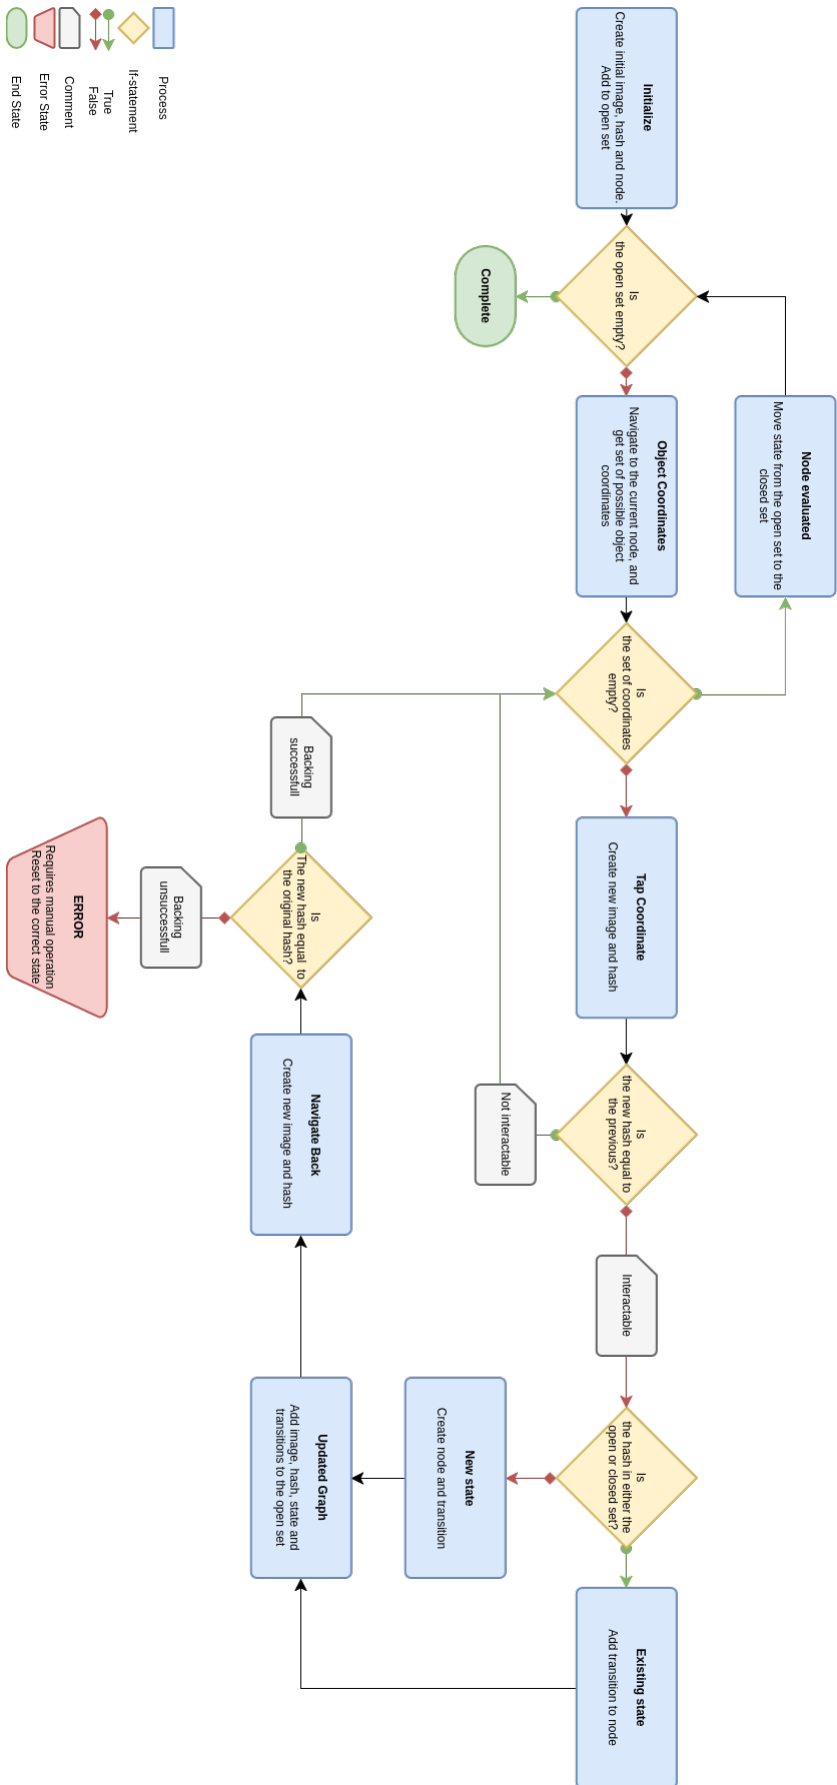 Initialize
Create initial image, hash and node.
Add to open set
Is
the open set empty?
Complete
Node evaluated
Move state from the open set to the
closed set
Object Coordinates
Navigate to the current node, and
get set of possible object
coordinates
Is
the set of coordinates
empty?
Tap Coordinate
Create new image and hash
Is
the new hash equal to
the previous?
Not interactable
Interactable
Is
the hash in either the
open or closed set?
Existing state
Add transition to node
New state
Create node and transition
Updated Graph
Add image, hash, state and
transitions to the open set
Navigate Back
Create new image and hash
Is
The new hash equal to
the original hash?
Backing
successfull
Backing
unsuccessfull
ERROR
Requires manual operation
Reset to the correct state
Process
If-statement
True
False
Comment
Error State
End State